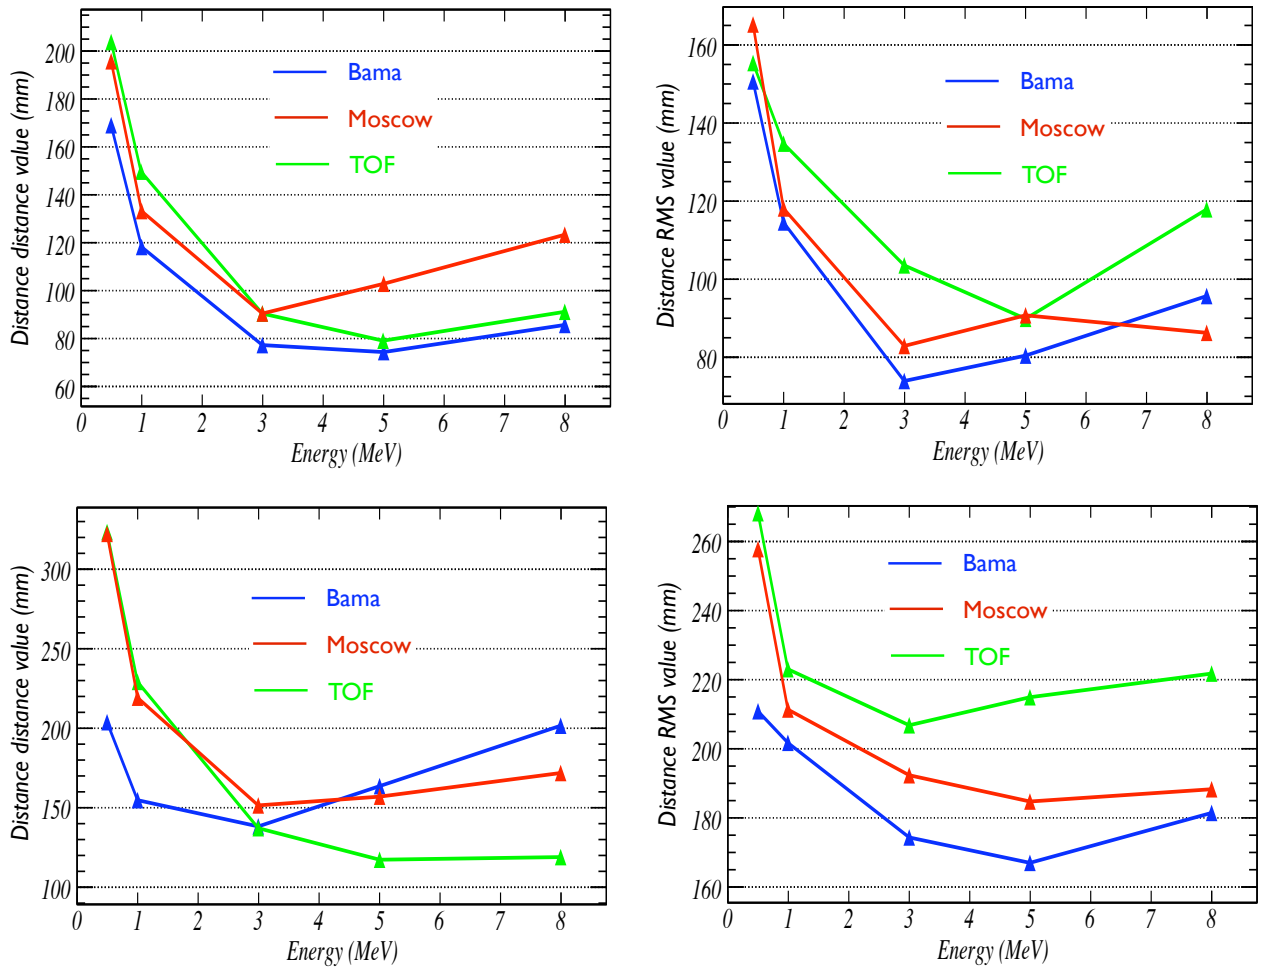 Distance distance value (mm)
200
180
160
140
120
100
80
60
Bama
Moscow
TOF
0 1 2 3 4 5 6 7 8
Energy (MeV)
Distance RMS value (mm)
160
140
120
100
80
Bama
Moscow
TOF
0 1 2 3 4 5 6 7 8
Energy (MeV)
Distance distance value (mm)
300
250
200
150
100
Bama
Moscow
TOF
0 1 2 3 4 5 6 7 8
Energy (MeV)
Distance RMS value (mm)
260
240
220
200
180
160
Bama
Moscow
TOF
0 1 2 3 4 5 6 7 8
Energy (MeV)